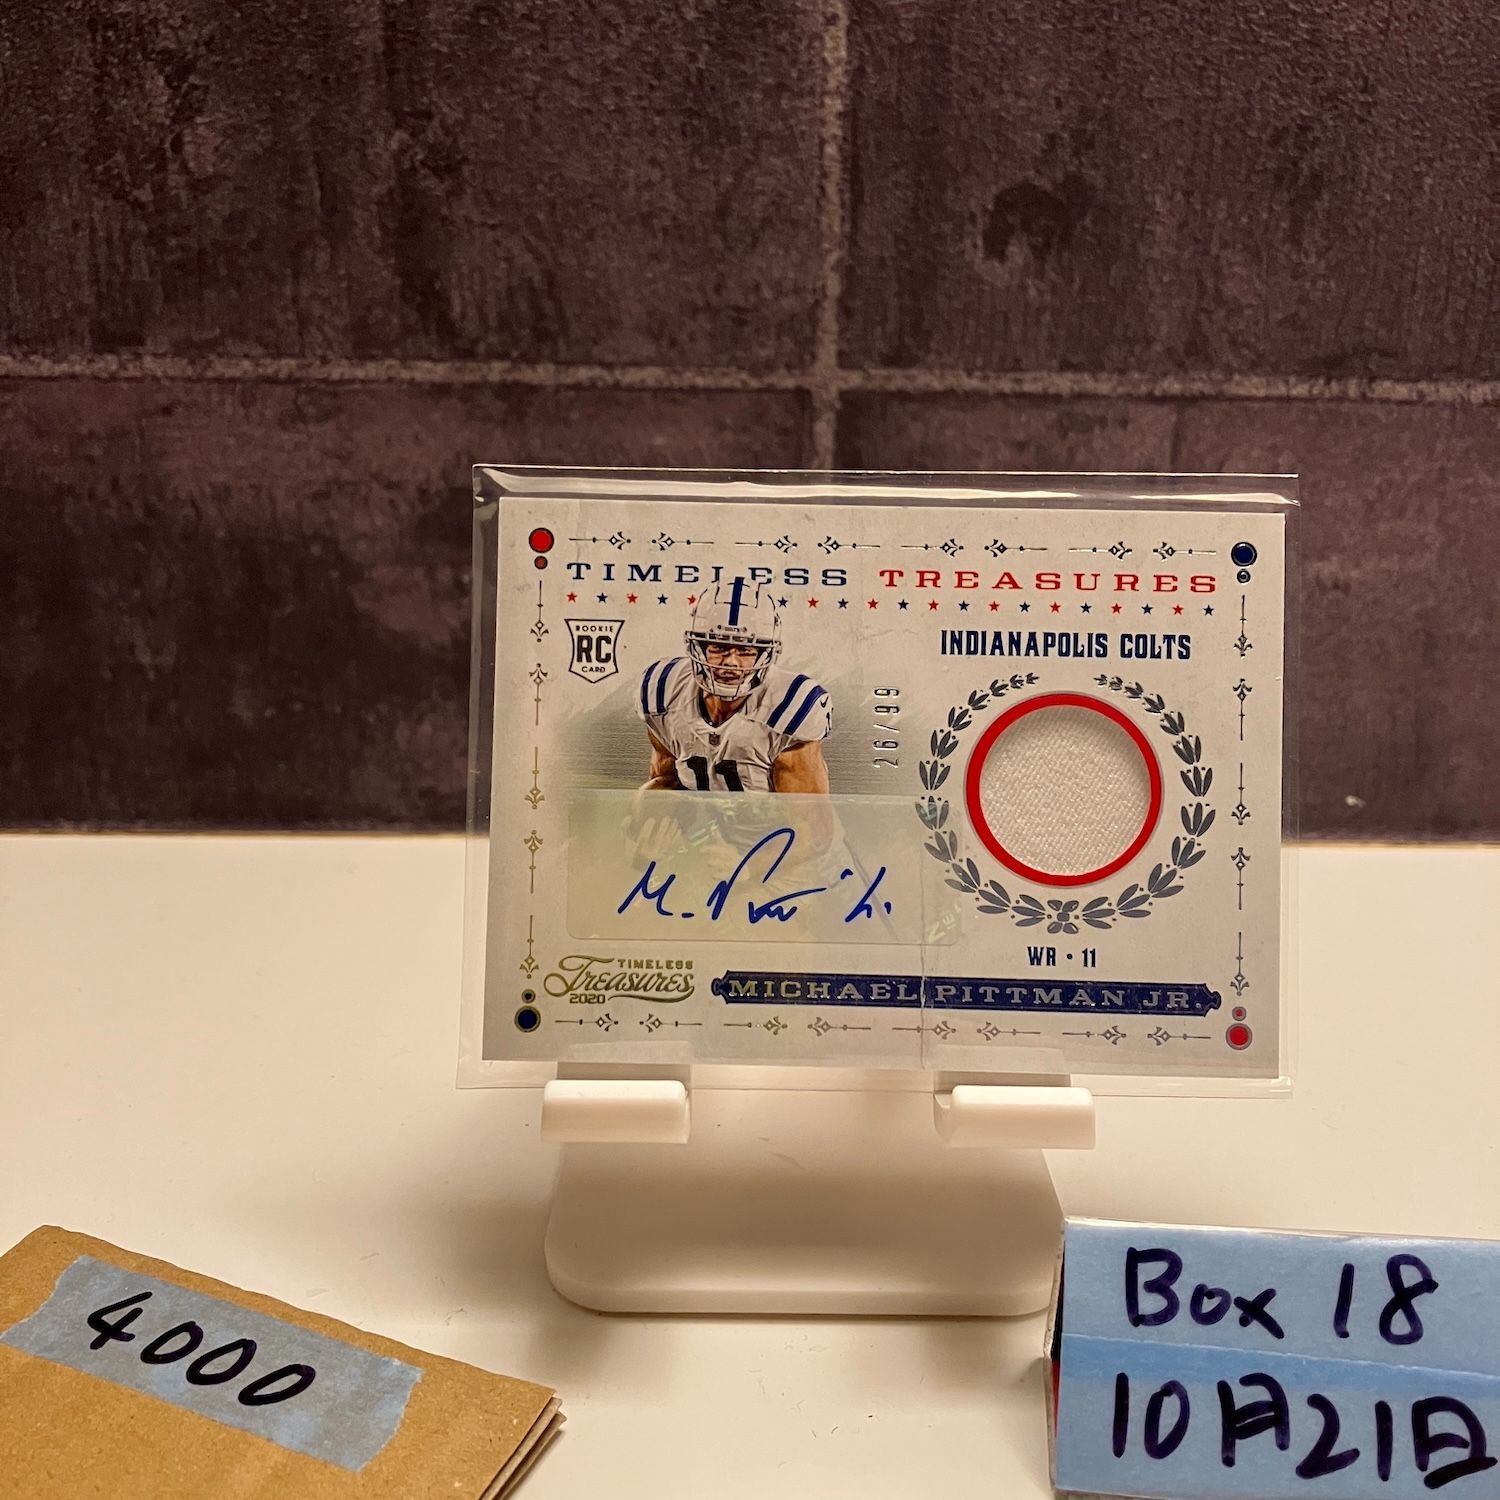 TIMELESS TREASURES
ROOKIE
RC
CARD
INDIANAPOLIS COLTS
26/99
11
M. P
WR • 11
TIMELESS
Treasures
2020
MICHAEL PITTMAN JR.
4000
Box 18
10月21日